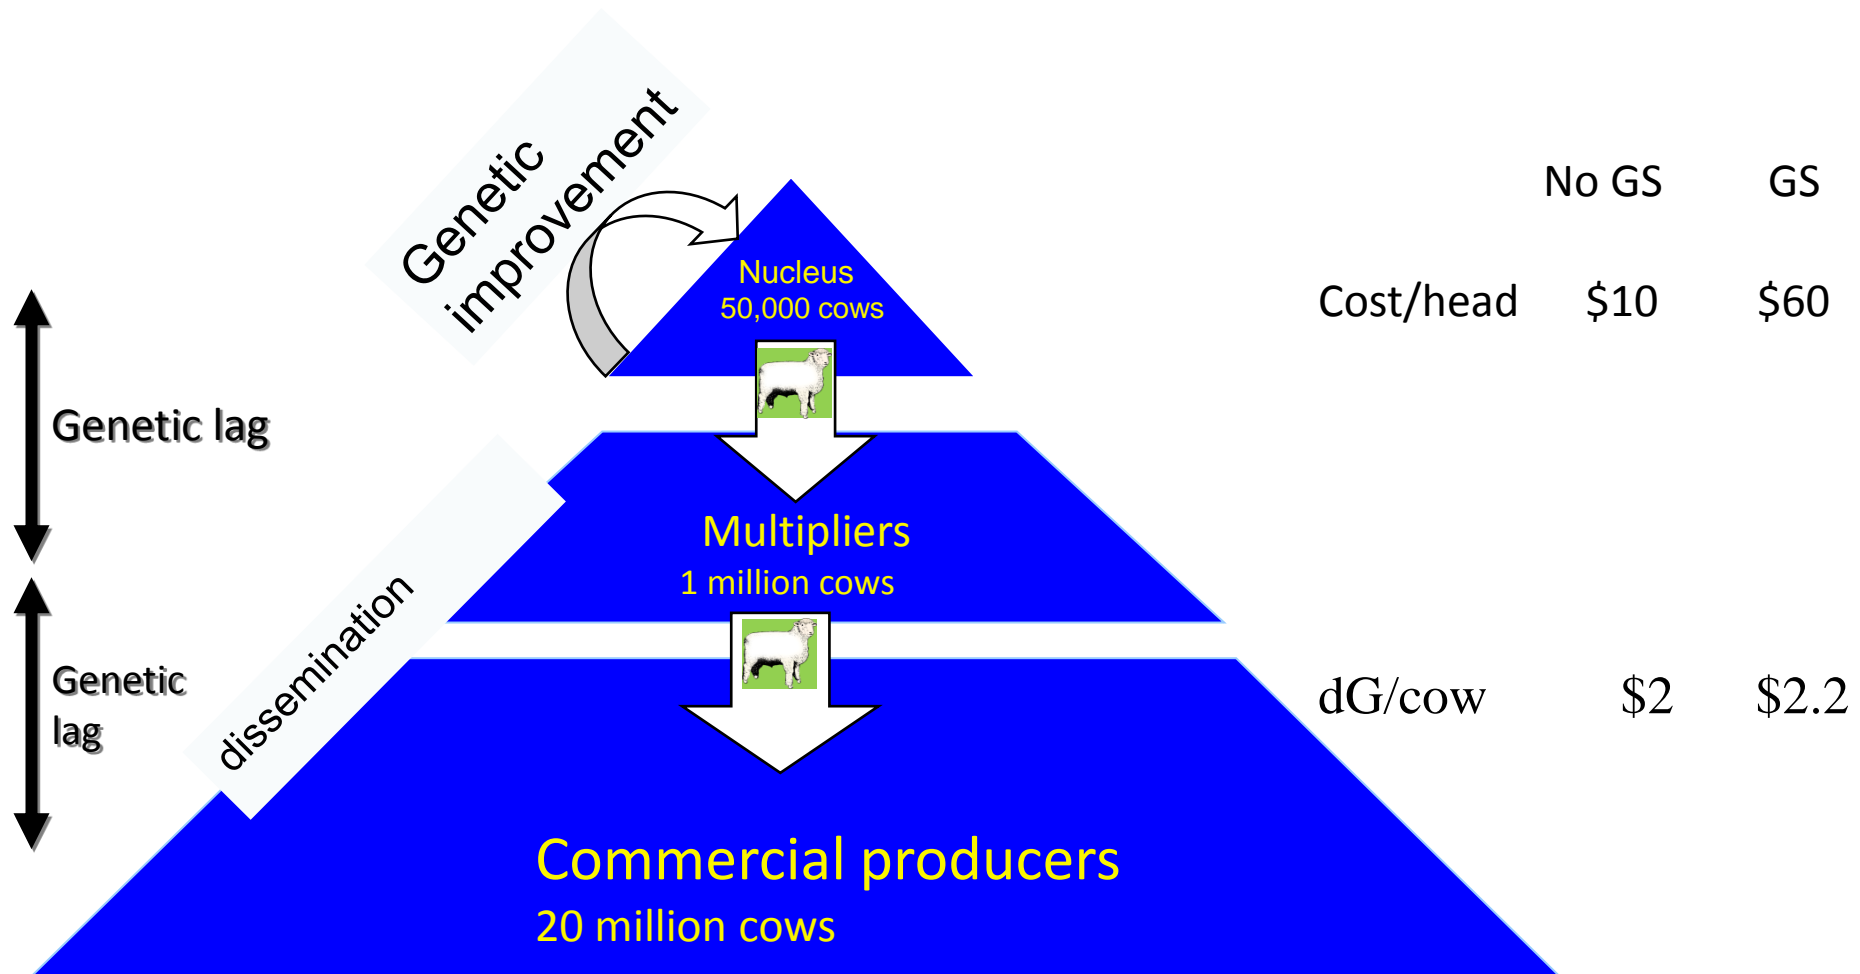 Genetic
improvement
No GS GS
Nucleus
50,000 cows
Cost/head $10 $60
Genetic lag
Multipliers
1 million cows
dissemination
Genetic
lag
dG/cow $2 $2.2
Commercial producers
20 million cows